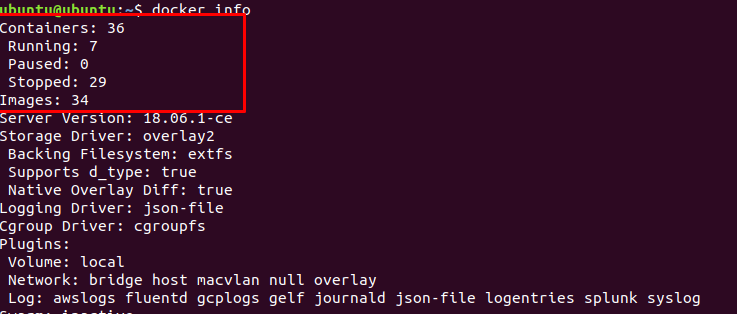 ubuntu@ubuntu:~$ docker info
Containers: 36
Running: 7
Paused: 0
Stopped: 29
Images: 34
Server Version: 18.06.1-ce
Storage Driver: overlay2
Backing Filesystem: extfs
Supports d_type: true
Native Overlay Diff: true
Logging Driver: json-file
Cgroup Driver: cgroupfs
Plugins:
Volume: local
Network: bridge host macvlan null overlay
Log: awslogs fluentd gcplogs gelf journald json-file logentries splunk syslog